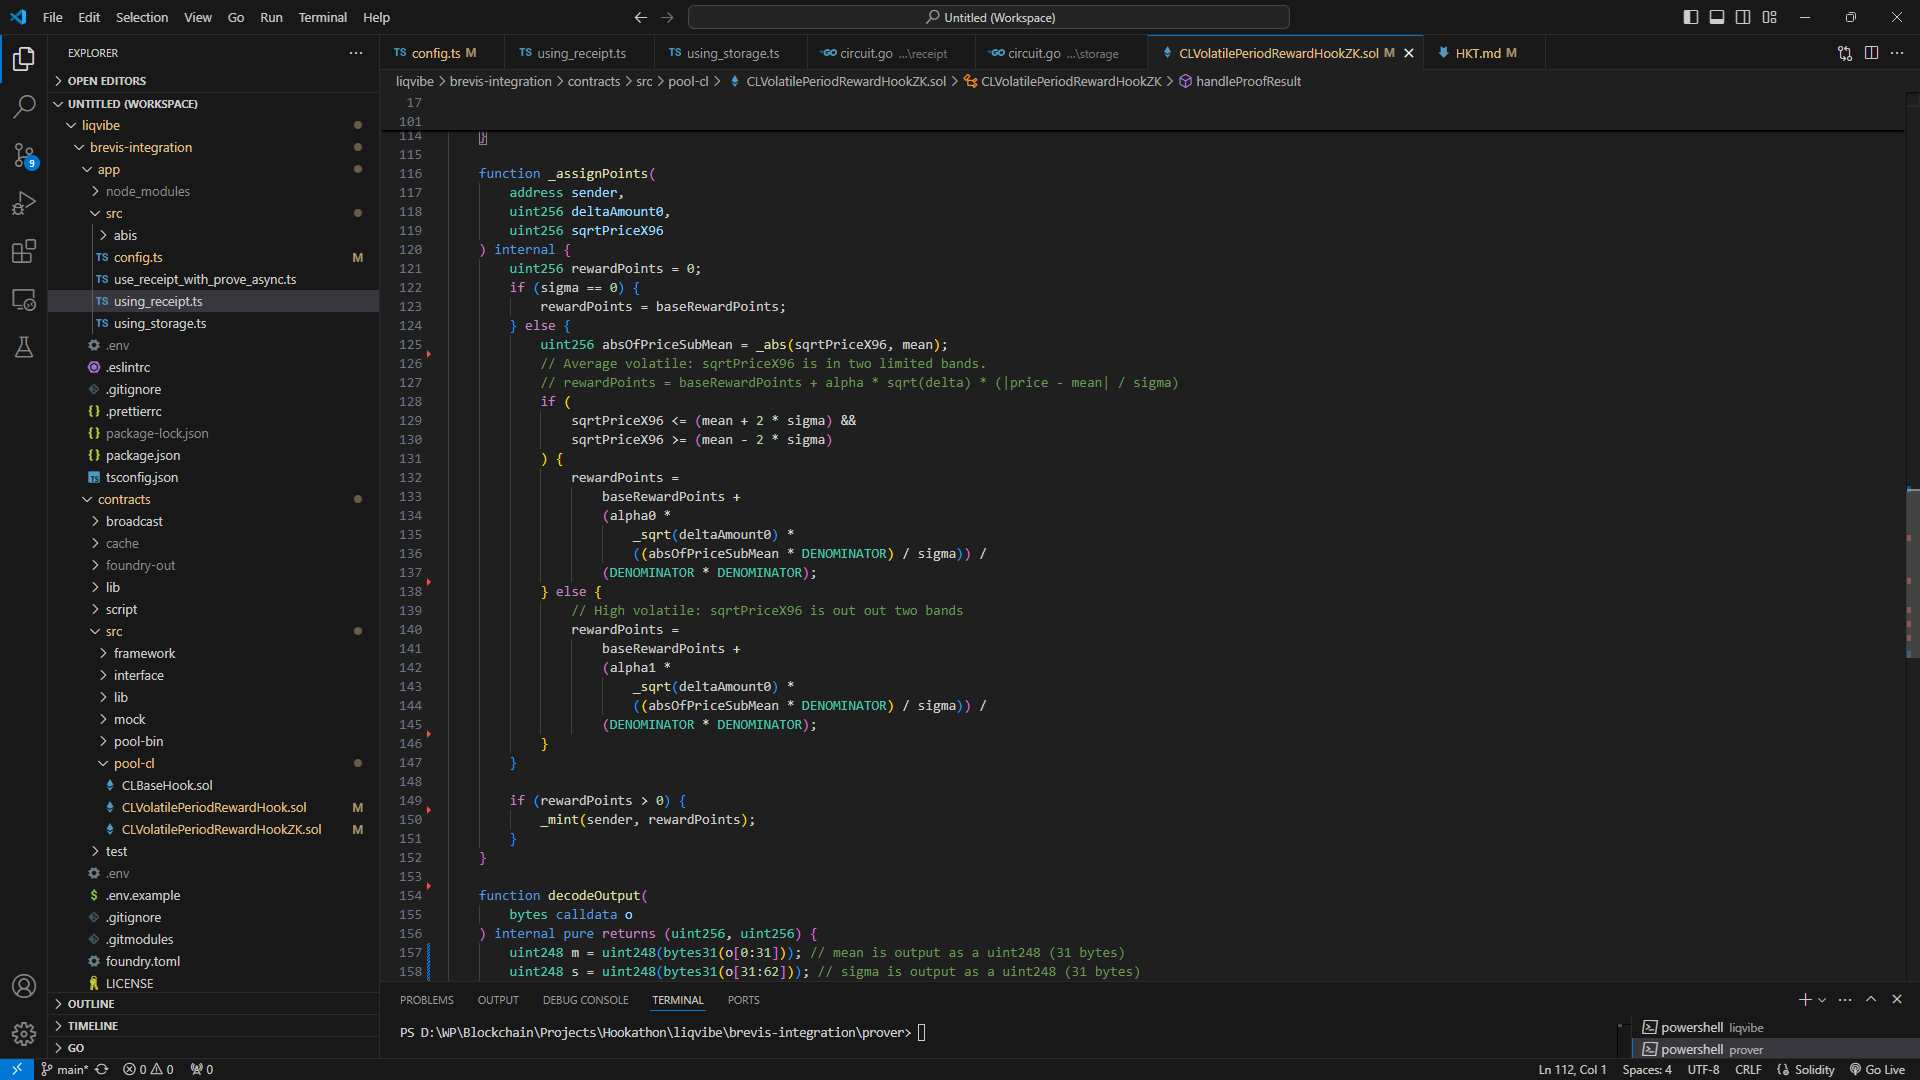 File Edit Selection View Go Run Terminal Help
Untitled (Workspace)
EXPLORER
OPEN EDITORS
UNTITLED (WORKSPACE)
liqvibe
brevis-integration
app
node_modules
src
abis
TS config.ts M
TS use_receipt_with_prove_async.ts
TS using_receipt.ts
TS using_storage.ts
.env
.eslintrc
.gitignore
{} .prettierrc
{} package-lock.json
{} package.json
TS tsconfig.json
contracts
broadcast
cache
foundry-out
lib
script
src
framework
interface
lib
mock
pool-bin
pool-cl
CLBaseHook.sol
CLVolatilePeriodRewardHook.sol M
CLVolatilePeriodRewardHookZK.sol M
test
.env
$ .env.example
.gitignore
.gitmodules
foundry.toml
LICENSE
OUTLINE
TIMELINE
GO
9
TS config.ts M
TS using_receipt.ts
TS using_storage.ts
GO circuit.go ...\receipt
GO circuit.go ...\storage
CLVolatilePeriodRewardHookZK.sol M
HKT.md M
liqvibe > brevis-integration > contracts > src > pool-cl > CLVolatilePeriodRewardHookZK.sol > CLVolatilePeriodRewardHookZK > handleProofResult
17
101
114 }
115
116 function _assignPoints(
117 address sender,
118 uint256 deltaAmount0,
119 uint256 sqrtPriceX96
120 ) internal {
121 uint256 rewardPoints = 0;
122 if (sigma == 0) {
123 rewardPoints = baseRewardPoints;
124 } else {
125 uint256 absOfPriceSubMean = _abs(sqrtPriceX96, mean);
126 // Average volatile: sqrtPriceX96 is in two limited bands.
127 // rewardPoints = baseRewardPoints + alpha * sqrt(delta) * (|price - mean| / sigma)
128 if (
129 sqrtPriceX96 <= (mean + 2 * sigma) &&
130 sqrtPriceX96 >= (mean - 2 * sigma)
131 ) {
132 rewardPoints =
133 baseRewardPoints +
134 (alpha0 *
135 _sqrt(deltaAmount0) *
136 ((absOfPriceSubMean * DENOMINATOR) / sigma)) /
137 (DENOMINATOR * DENOMINATOR);
138 } else {
139 // High volatile: sqrtPriceX96 is out out two bands
140 rewardPoints =
141 baseRewardPoints +
142 (alpha1 *
143 _sqrt(deltaAmount0) *
144 ((absOfPriceSubMean * DENOMINATOR) / sigma)) /
145 (DENOMINATOR * DENOMINATOR);
146 }
147 }
148
149 if (rewardPoints > 0) {
150 _mint(sender, rewardPoints);
151 }
152 }
153
154 function decodeOutput(
155 bytes calldata o
156 ) internal pure returns (uint256, uint256) {
157 uint248 m = uint248(bytes31(o[0:31])); // mean is output as a uint248 (31 bytes)
158 uint248 s = uint248(bytes31(o[31:62])); // sigma is output as a uint248 (31 bytes)
PROBLEMS OUTPUT DEBUG CONSOLE TERMINAL PORTS
PS D:\WP\Blockchain\Projects\Hookathon\liqvibe\brevis-integration\prover>
powershell liqvibe
powershell prover
main* 0 0 0
Ln 112, Col 1 Spaces: 4 UTF-8 CRLF {} Solidity Go Live